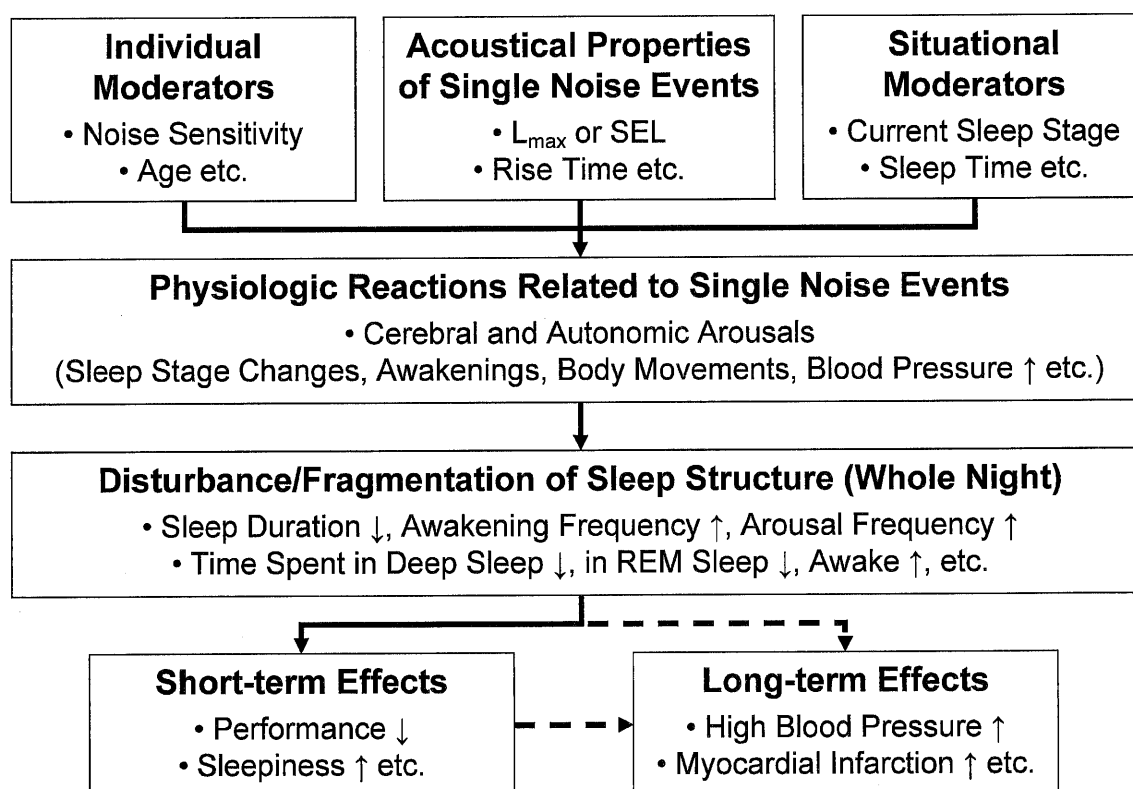 Individual
Moderators
• Noise Sensitivity
• Age etc.
Acoustical Properties
of Single Noise Events
• Lmax or SEL
• Rise Time etc.
Situational
Moderators
• Current Sleep Stage
• Sleep Time etc.
Physiologic Reactions Related to Single Noise Events
• Cerebral and Autonomic Arousals
(Sleep Stage Changes, Awakenings, Body Movements, Blood Pressure ↑ etc.)
Disturbance/Fragmentation of Sleep Structure (Whole Night)
• Sleep Duration ↓, Awakening Frequency ↑, Arousal Frequency ↑
• Time Spent in Deep Sleep ↓, in REM Sleep ↓, Awake ↑, etc.
Short-term Effects
• Performance ↓
• Sleepiness ↑ etc.
Long-term Effects
• High Blood Pressure ↑
• Myocardial Infarction ↑ etc.